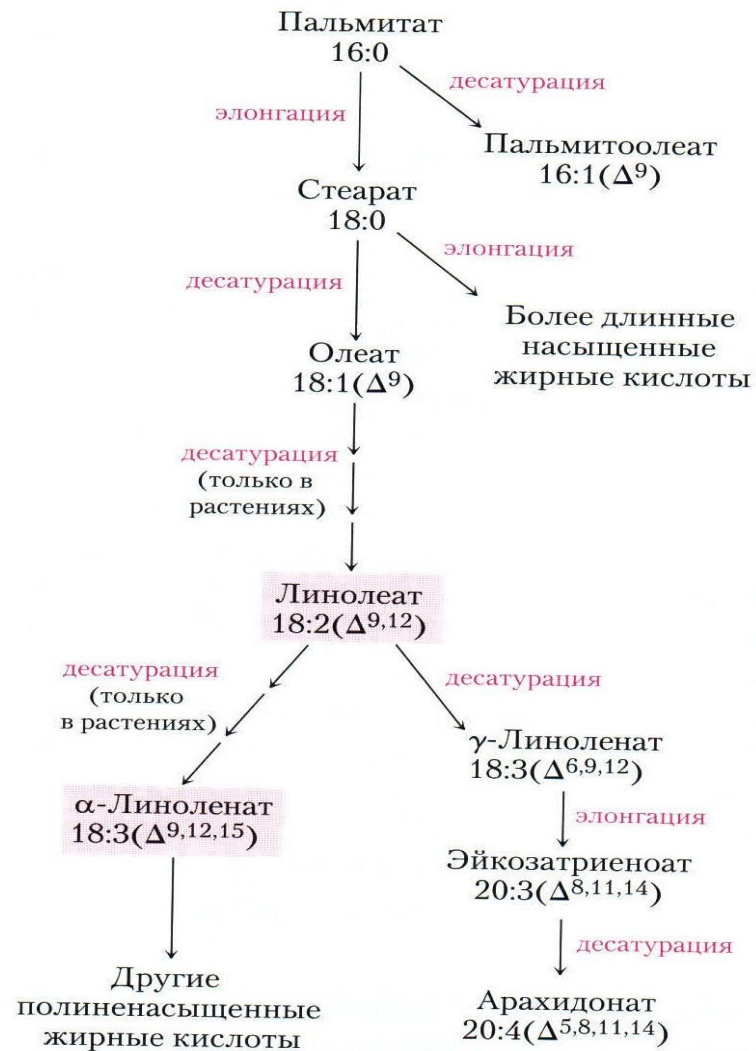 Пальмитат
16:0
десатурация
элонгация
Пальмитоолеат
16:1(Δ⁹)
Стеарат
18:0
элонгация
десатурация
Более длинные
насыщенные
жирные кислоты
Олеат
18:1(Δ⁹)
десатурация
(только в
растениях)
Линолеат
18:2(Δ⁹,¹²)
десатурация
(только
в растениях)
десатурация
γ-Линоленат
18:3(Δ⁶,⁹,¹²)
α-Линоленат
18:3(Δ⁹,¹²,¹⁵)
элонгация
Эйкозатриеноат
20:3(Δ⁸,¹¹,¹⁴)
десатурация
Другие
полиненасыщенные
жирные кислоты
Арахидонат
20:4(Δ⁵,⁸,¹¹,¹⁴)